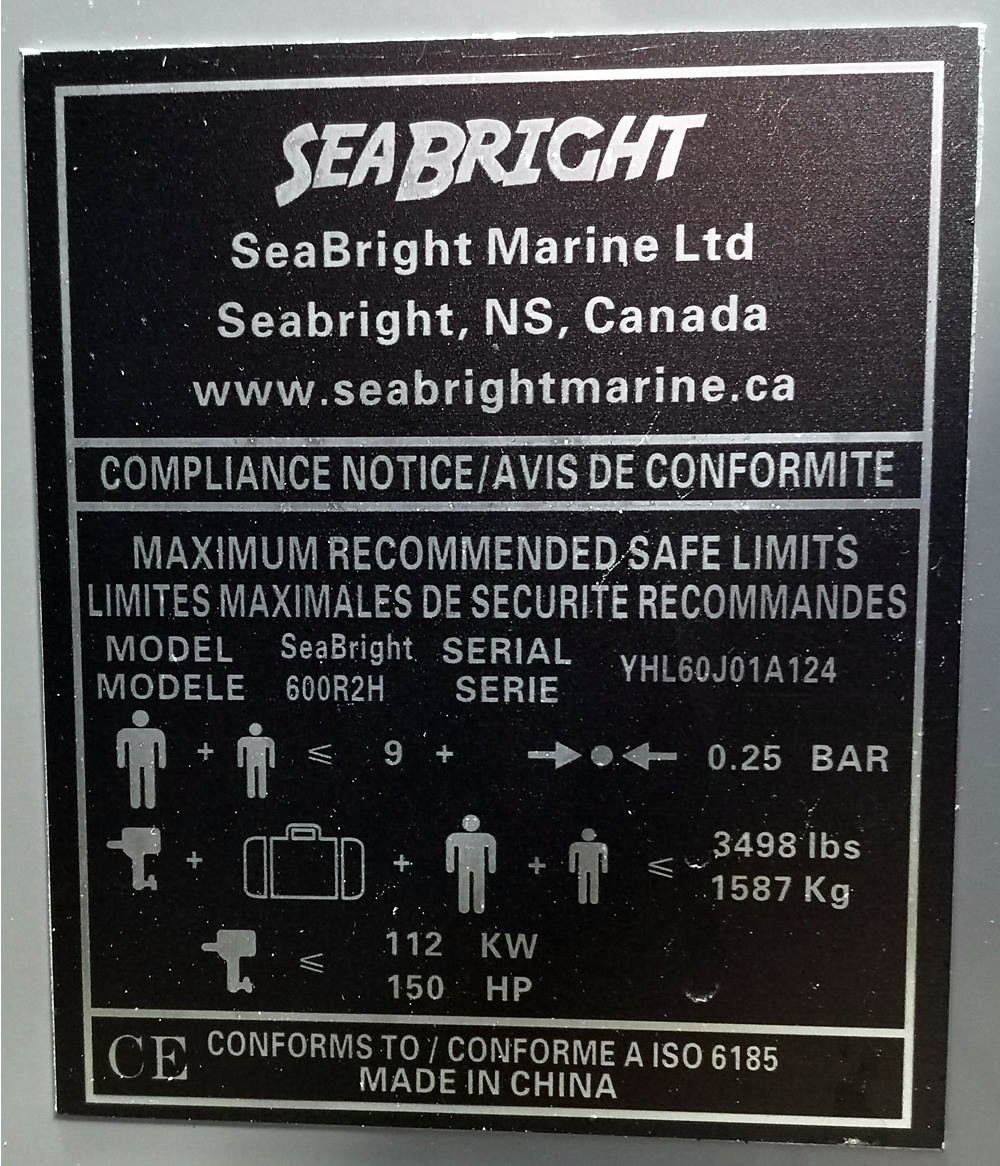 SEABRIGHT
SeaBright Marine Ltd
Seabright, NS, Canada
www.seabrightmarine.ca
COMPLIANCE NOTICE/AVIS DE CONFORMITE
MAXIMUM RECOMMENDED SAFE LIMITS
LIMITES MAXIMALES DE SECURITE RECOMMANDES
MODEL SeaBright SERIAL YHL60J01A124
MODELE 600R2H SERIE
+ ≤ 9 + 0.25 BAR
+ + + ≤ 3498 lbs
1587 Kg
≤ 112 KW
150 HP
CE CONFORMS TO / CONFORME A ISO 6185
MADE IN CHINA